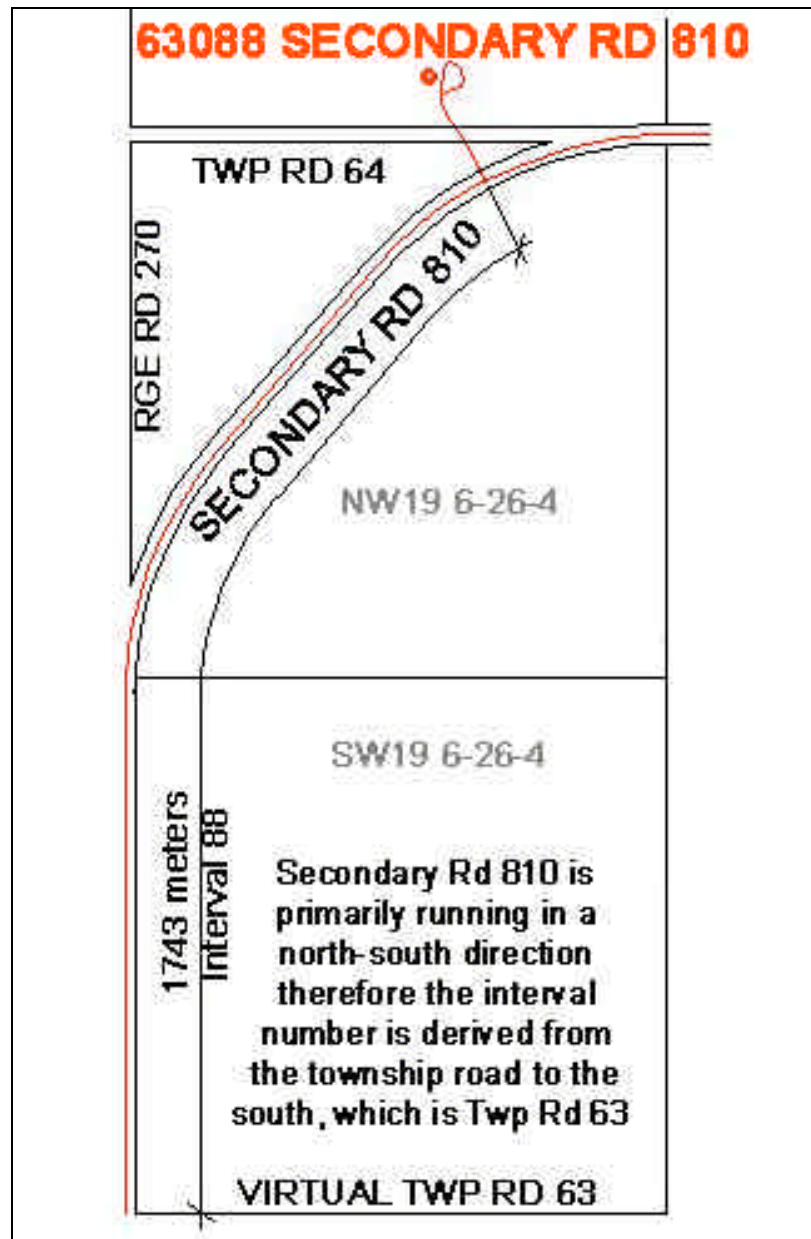 63088 SECONDARY RD 810
TWP RD 64
RGE RD 270
SECONDARY RD 810
NW19 6-26-4
SW19 6-26-4
1743 meters
Interval 88
Secondary Rd 810 is
primarily running in a
north-south direction
therefore the interval
number is derived from
the township road to the
south, which is Twp Rd 63
VIRTUAL TWP RD 63